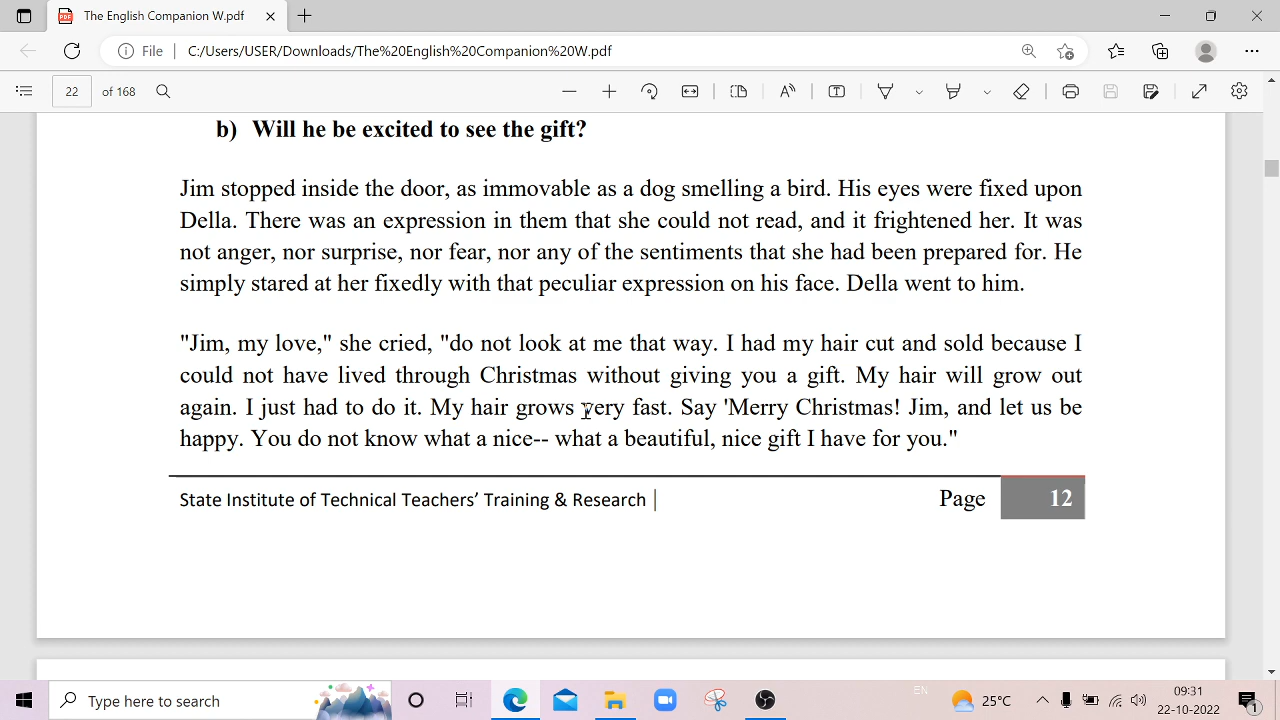 The English Companion W.pdf
File | C:/Users/USER/Downloads/The%20English%20Companion%20W.pdf
22 of 168
b) Will he be excited to see the gift?
Jim stopped inside the door, as immovable as a dog smelling a bird. His eyes were fixed upon
Della. There was an expression in them that she could not read, and it frightened her. It was
not anger, nor surprise, nor fear, nor any of the sentiments that she had been prepared for. He
simply stared at her fixedly with that peculiar expression on his face. Della went to him.
"Jim, my love," she cried, "do not look at me that way. I had my hair cut and sold because I
could not have lived through Christmas without giving you a gift. My hair will grow out
again. I just had to do it. My hair grows very fast. Say 'Merry Christmas! Jim, and let us be
happy. You do not know what a nice-- what a beautiful, nice gift I have for you."
State Institute of Technical Teachers' Training & Research | Page 12
Type here to search
EN
25°C
09:31
22-10-2022
1